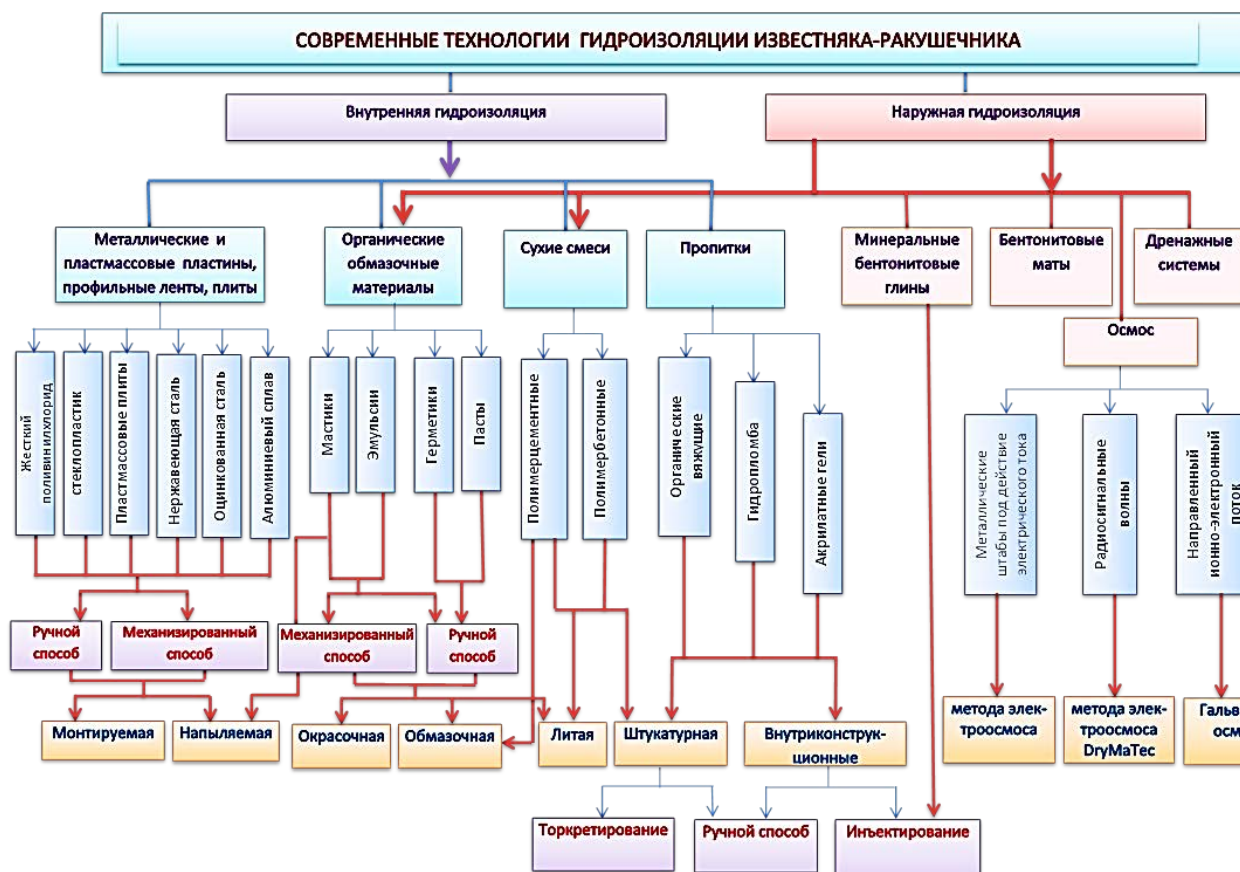 СОВРЕМЕННЫЕ ТЕХНОЛОГИИ ГИДРОИЗОЛЯЦИИ ИЗВЕСТНЯКА-РАКУШЕЧНИКА
Внутренняя гидроизоляция
Наружная гидроизоляция
Металлические и
пластмассовые пластины,
профильные ленты, плиты
Органические
обмазочные
материалы
Сухие смеси
Пропитки
Минеральные
бентонитовые
глины
Бентонитовые
маты
Дренажные
системы
Осмос
Жесткий
поливинилхлорид
стеклопластик
Пластмассовые плиты
Нержавеющая сталь
Оцинкованная сталь
Алюминиевый сплав
Мастики
Эмульсии
Герметики
Пасты
Полимерцементные
Полимербетонные
Органические
вяжущие
Гидропломба
Акрилатные гели
Металлические
штабы под действие
электрического тока
Радиосигнальные
волны
Направленный
ионно-электронный
поток
Ручной
способ
Механизированный
способ
Механизированный
способ
Ручной
способ
Монтируемая
Напыляемая
Окрасочная
Обмазочная
Литая
Штукатурная
Внутриконструк-
ционные
метода элек-
троосмоса
метода элек-
троосмоса
DryMaTec
Гальв
осм
Торкретирование
Ручной способ
Инъектирование